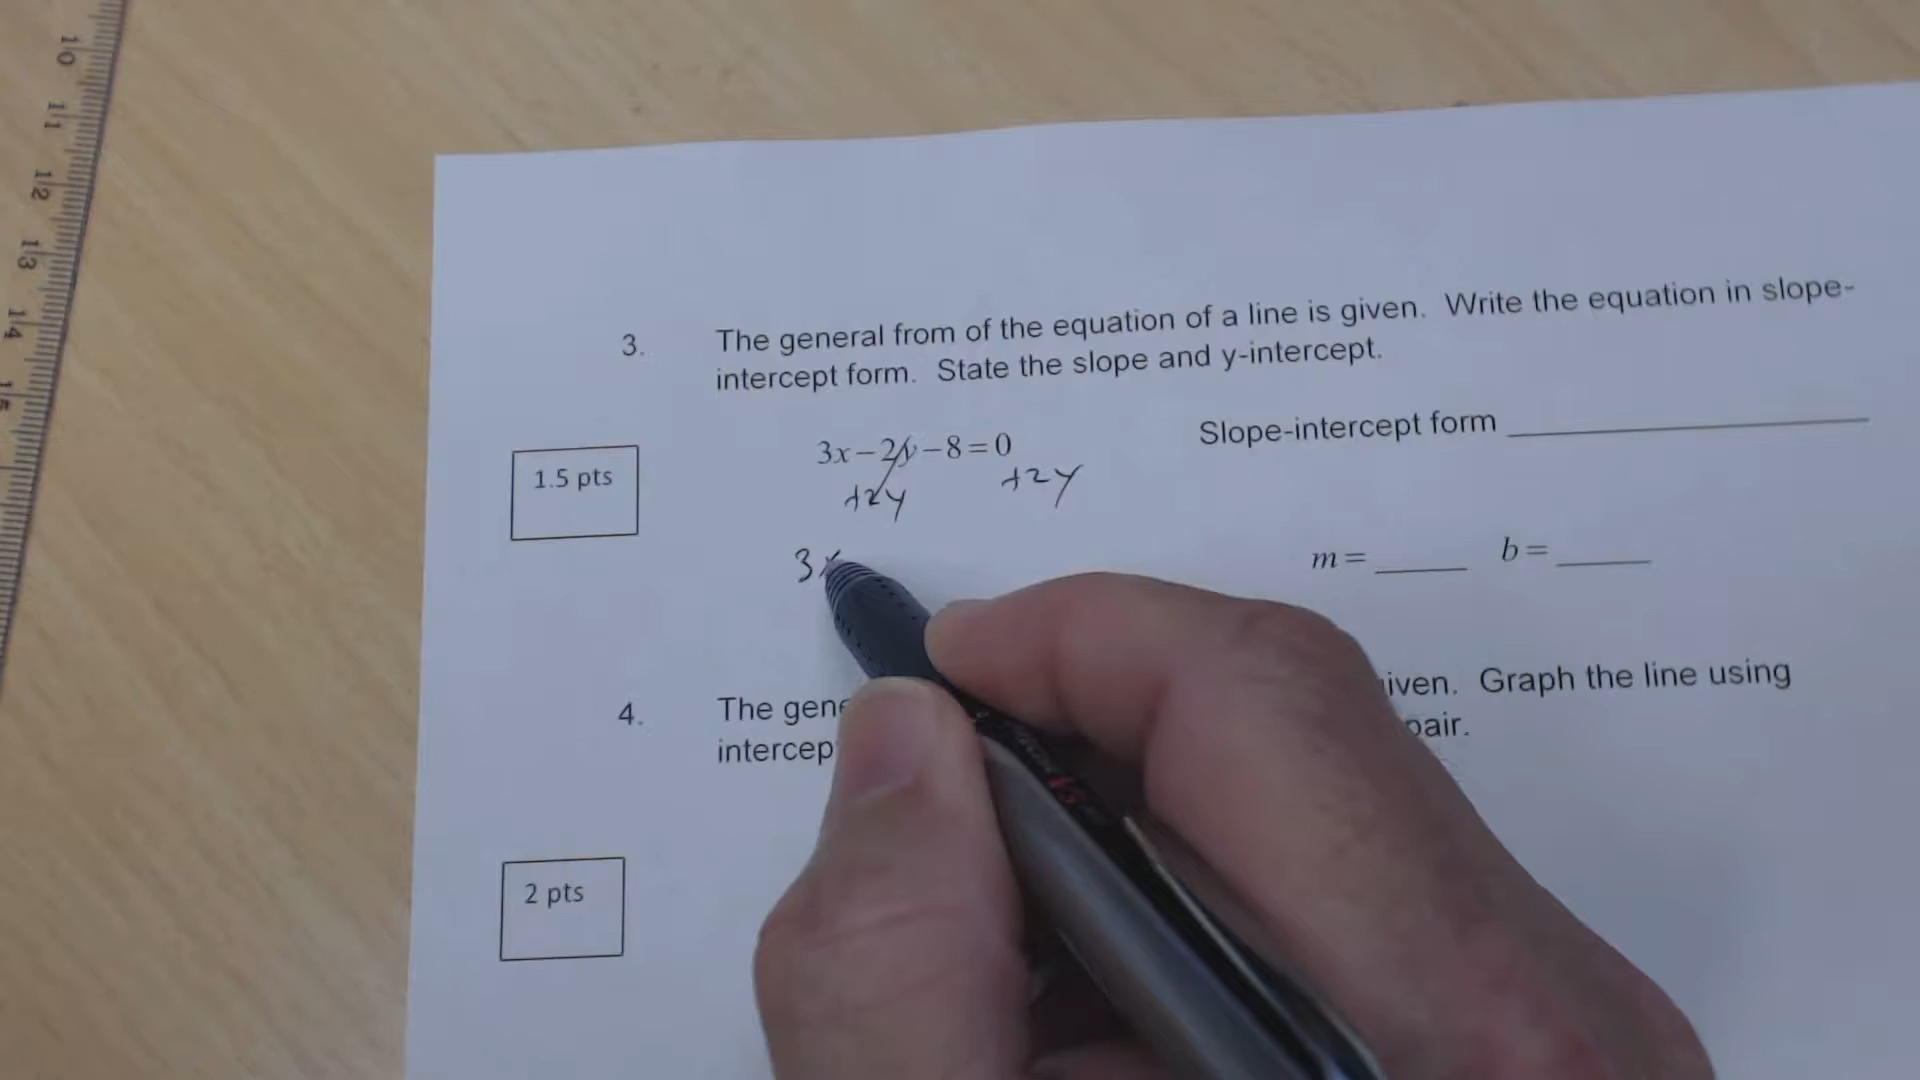 10
11
12
13
14
15
3. The general from of the equation of a line is given. Write the equation in slope-
intercept form. State the slope and y-intercept.
1.5 pts
3x-2y-8=0
Slope-intercept form
+2y +2y
3x
m= b=
4. The gene iven. Graph the line using
intercep pair.
2 pts